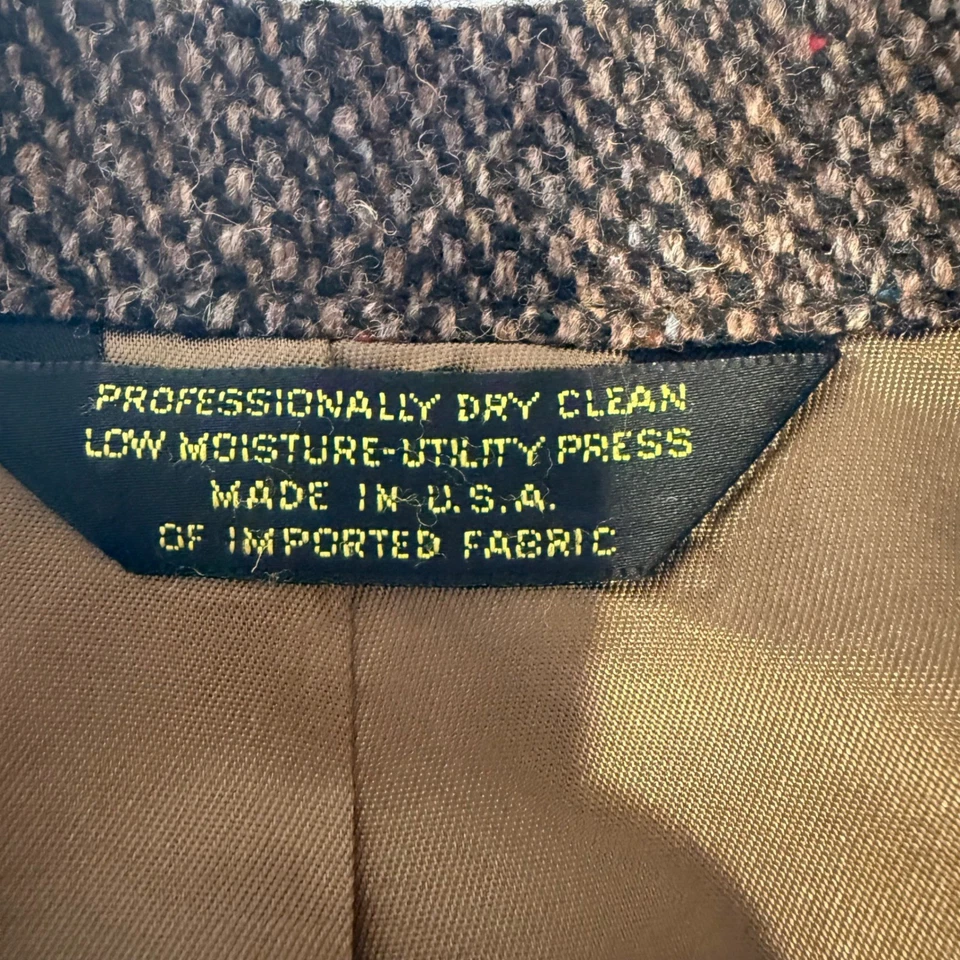 PROFESSIONALLY DRY CLEAN
LOW MOISTURE-UTILITY PRESS
MADE IN U.S.A.
OF IMPORTED FABRIC